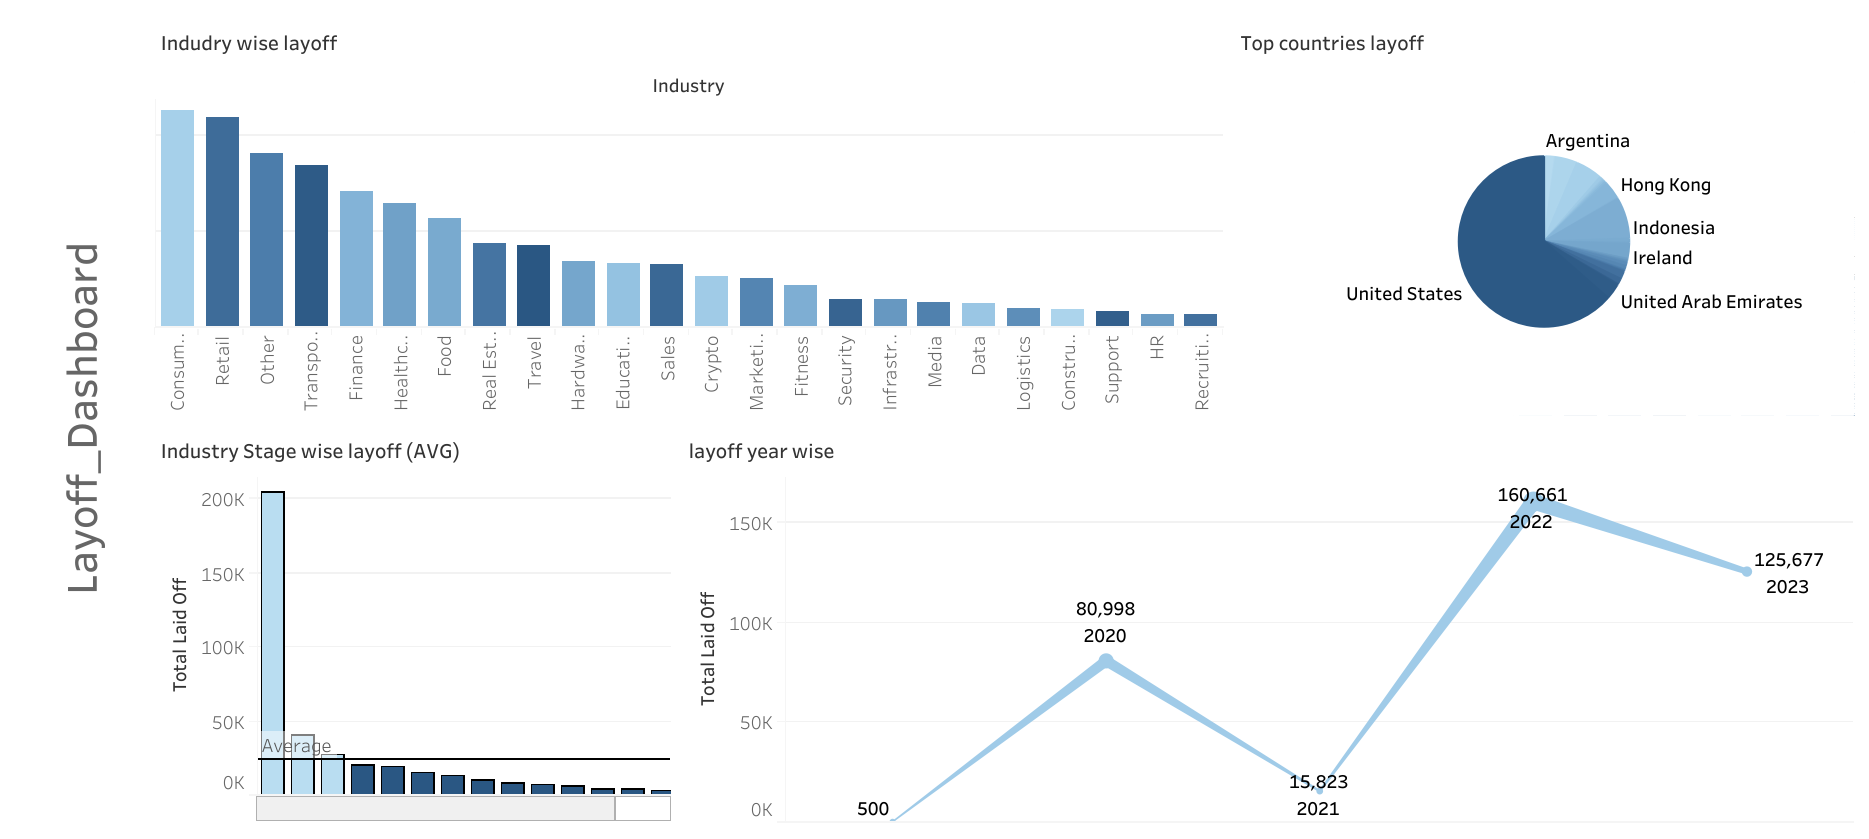 Layoff_Dashboard
Indudry wise layoff
Industry
Consum..
Retail
Other
Transpo..
Finance
Healthc..
Food
Real Est..
Travel
Hardwa..
Educati..
Sales
Crypto
Marketi..
Fitness
Security
Infrastr..
Media
Data
Logistics
Constru..
Support
HR
Recruiti..
Top countries layoff
Argentina
Hong Kong
Indonesia
Ireland
United Arab Emirates
United States
Industry Stage wise layoff (AVG)
Total Laid Off
200K
150K
100K
50K
0K
Average
layoff year wise
Total Laid Off
150K
100K
50K
0K
500
80,998
2020
15,823
2021
160,661
2022
125,677
2023